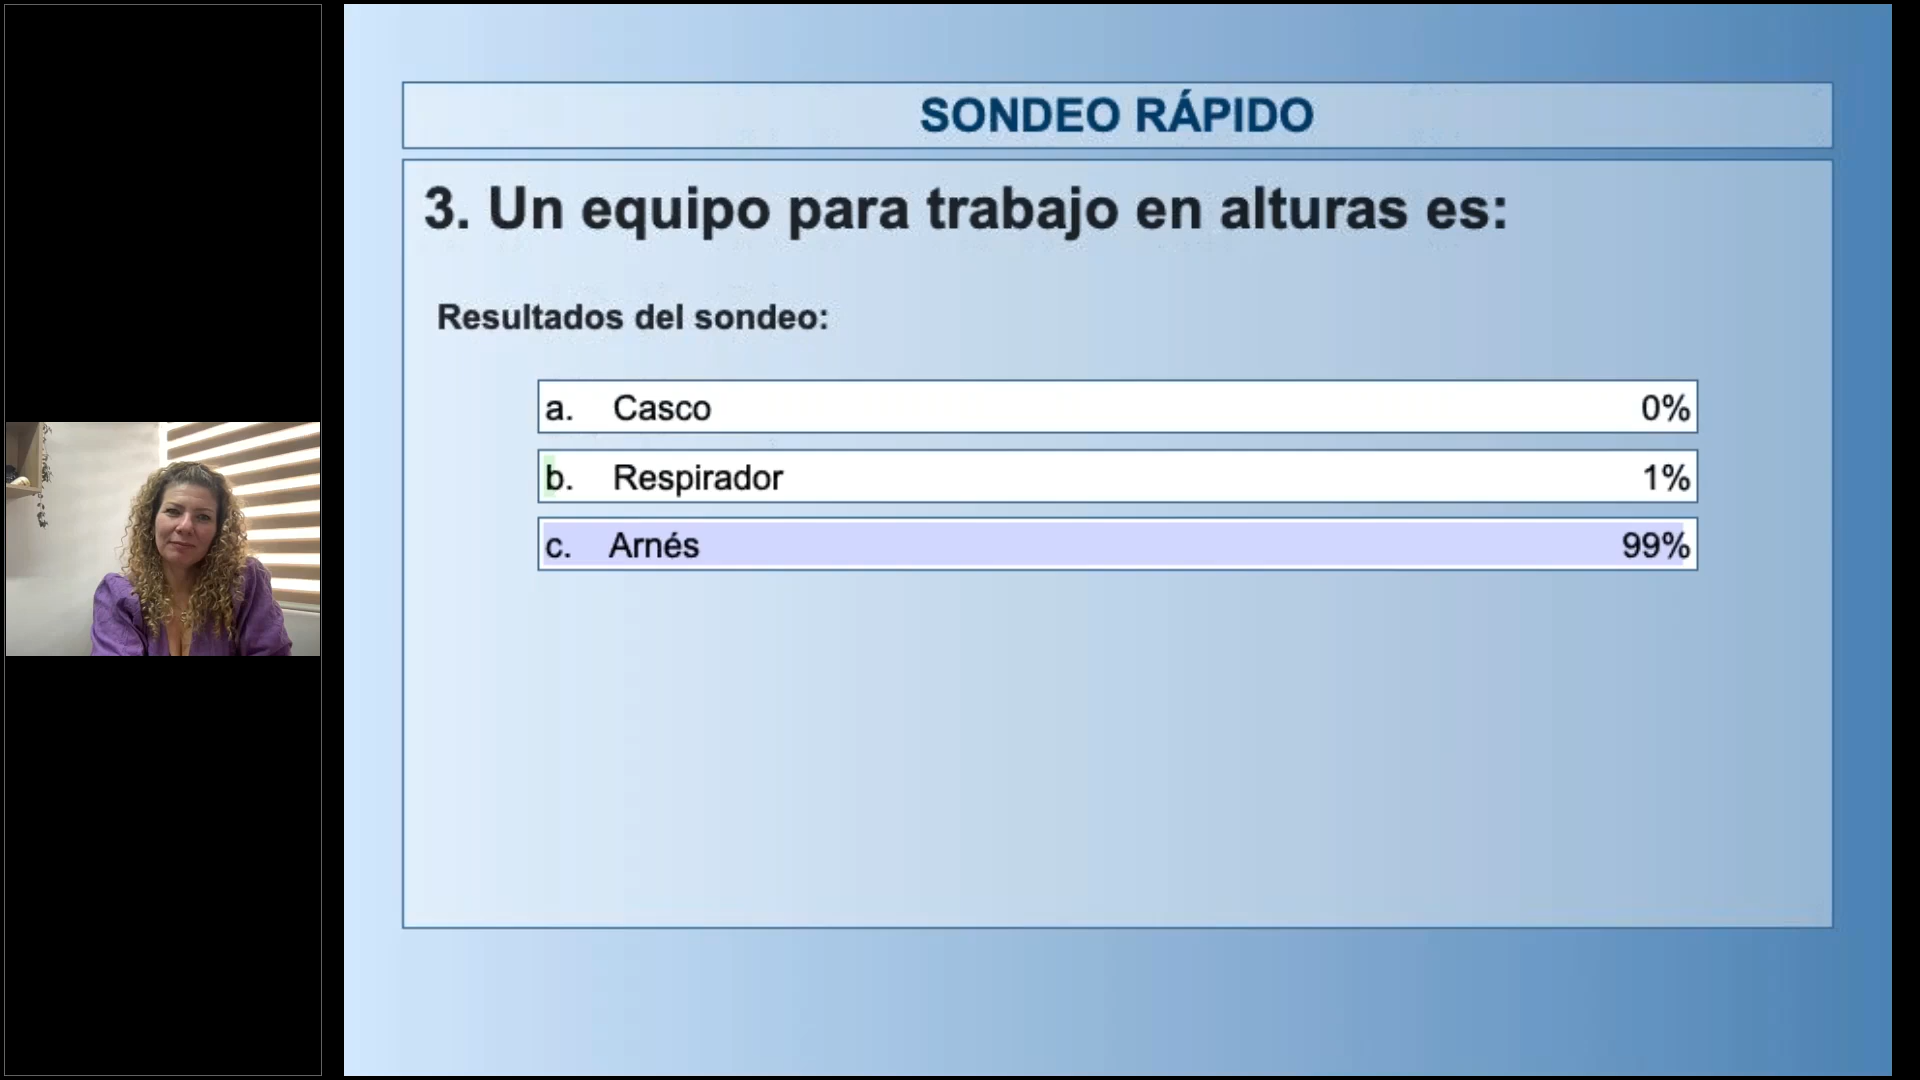 SONDEO RÁPIDO
3. Un equipo para trabajo en alturas es:
Resultados del sondeo:
a. Casco 0%
b. Respirador 1%
c. Arnés 99%